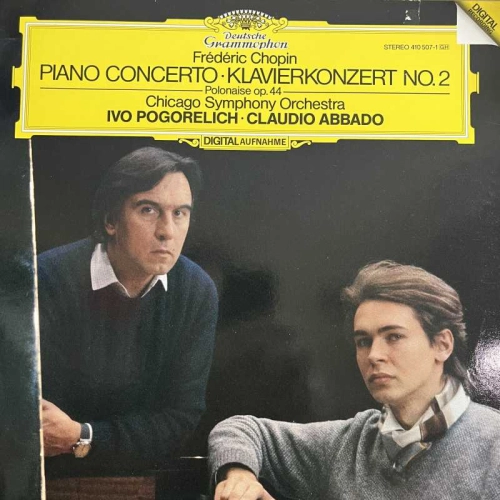 DIGITAL
Deutsche
Grammophon
STEREO 410 507-1 GH
Frédéric Chopin
PIANO CONCERTO · KLAVIERKONZERT NO. 2
Polonaise op. 44
Chicago Symphony Orchestra
IVO POGORELICH · CLAUDIO ABBADO
DIGITAL AUFNAHME